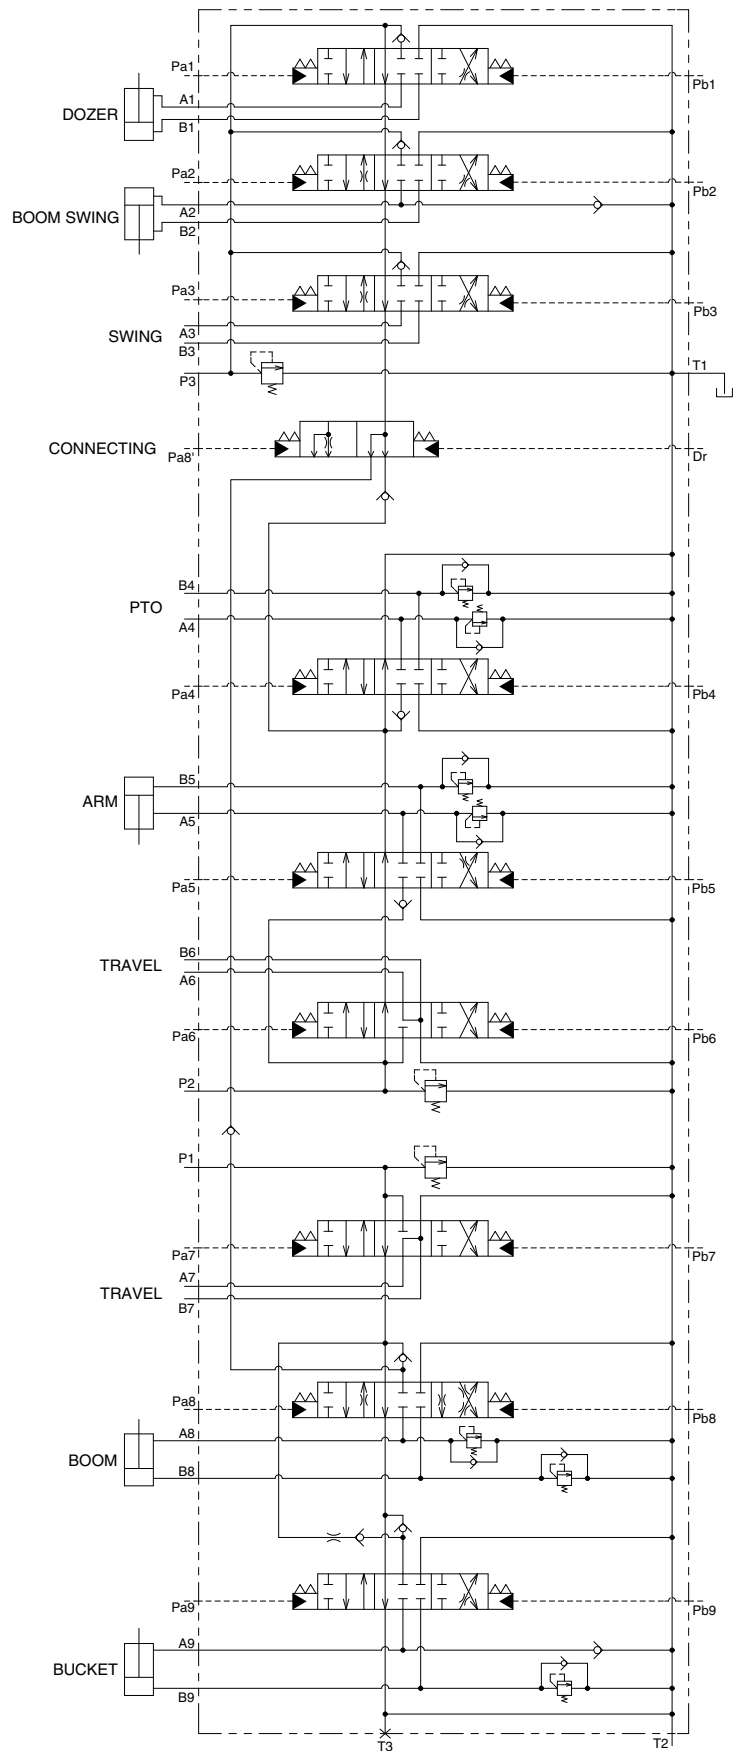 Pa1
Pb1
DOZER
A1
B1
Pa2
Pb2
BOOM SWING
A2
B2
Pa3
Pb3
SWING
A3
B3
P3
T1
CONNECTING
Pa8'
Dr
B4
PTO
A4
Pa4
Pb4
B5
ARM
A5
Pa5
Pb5
B6
TRAVEL
A6
Pa6
Pb6
P2
P1
Pa7
Pb7
A7
TRAVEL
B7
Pa8
Pb8
A8
BOOM
B8
Pa9
Pb9
A9
BUCKET
B9
T3
T2